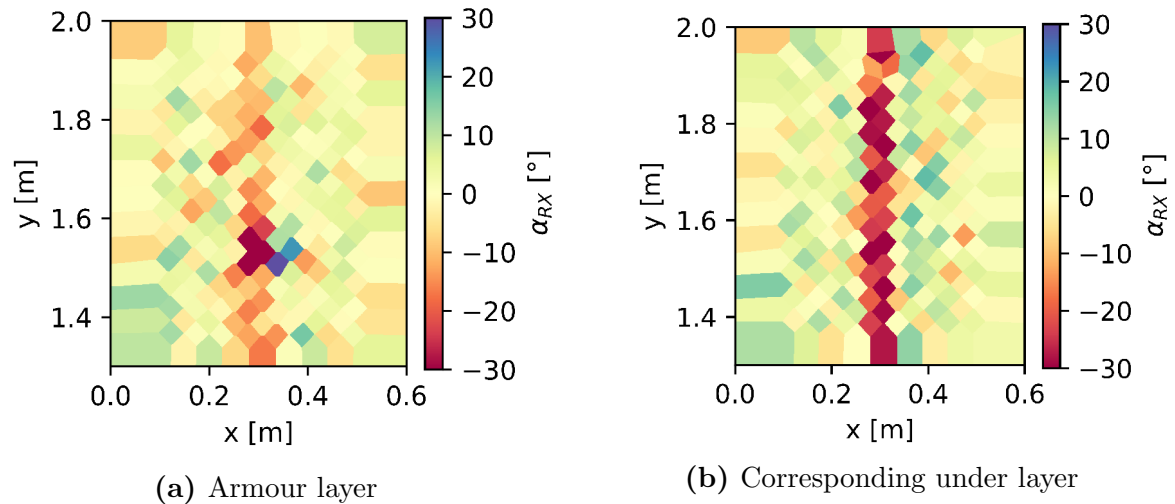 2.0
1.8
1.6
1.4
y [m]
0.0 0.2 0.4 0.6
x [m]
30
20
10
0
−10
−20
−30
α_RX [°]
(a) Armour layer
2.0
1.8
1.6
1.4
y [m]
0.0 0.2 0.4 0.6
x [m]
30
20
10
0
−10
−20
−30
α_RX [°]
(b) Corresponding under layer